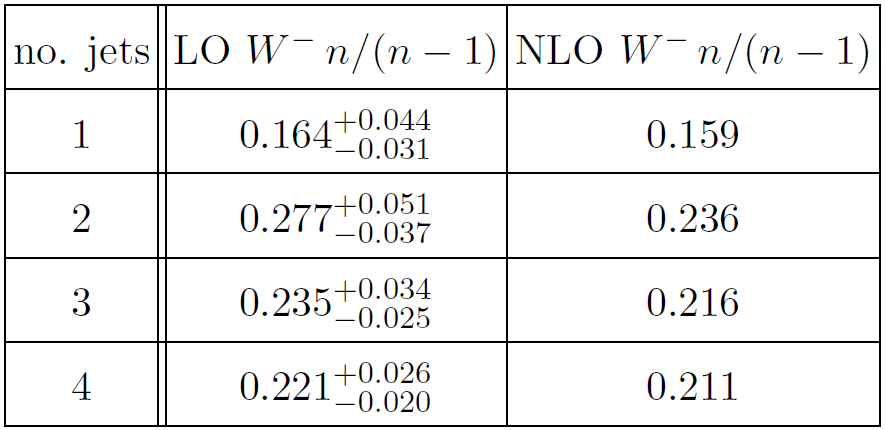 no. jets LO W⁻ n/(n − 1) NLO W⁻ n/(n − 1)
1 0.164+0.044−0.031 0.159
2 0.277+0.051−0.037 0.236
3 0.235+0.034−0.025 0.216
4 0.221+0.026−0.020 0.211